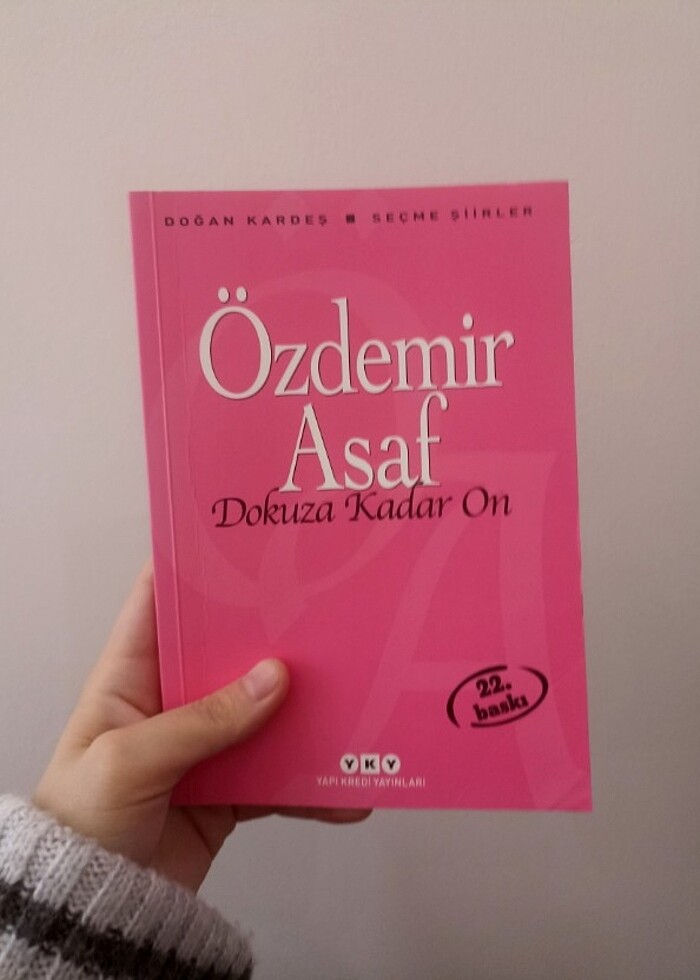 DOĞAN KARDEŞ ■ SEÇME ŞİİRLER
Özdemir
Asaf
Dokuza Kadar On
22.
baskı
YKY
YAPI KREDİ YAYINLARI